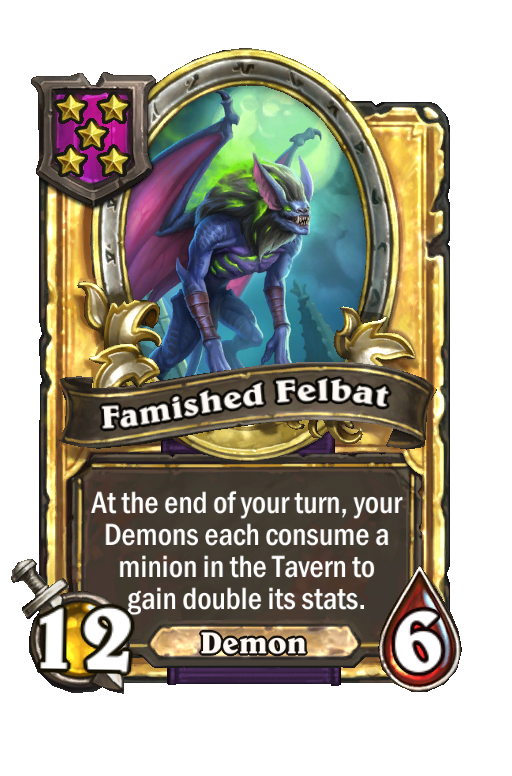 Famished Felbat
At the end of your turn, your
Demons each consume a
minion in the Tavern to
gain double its stats.
12
Demon
6